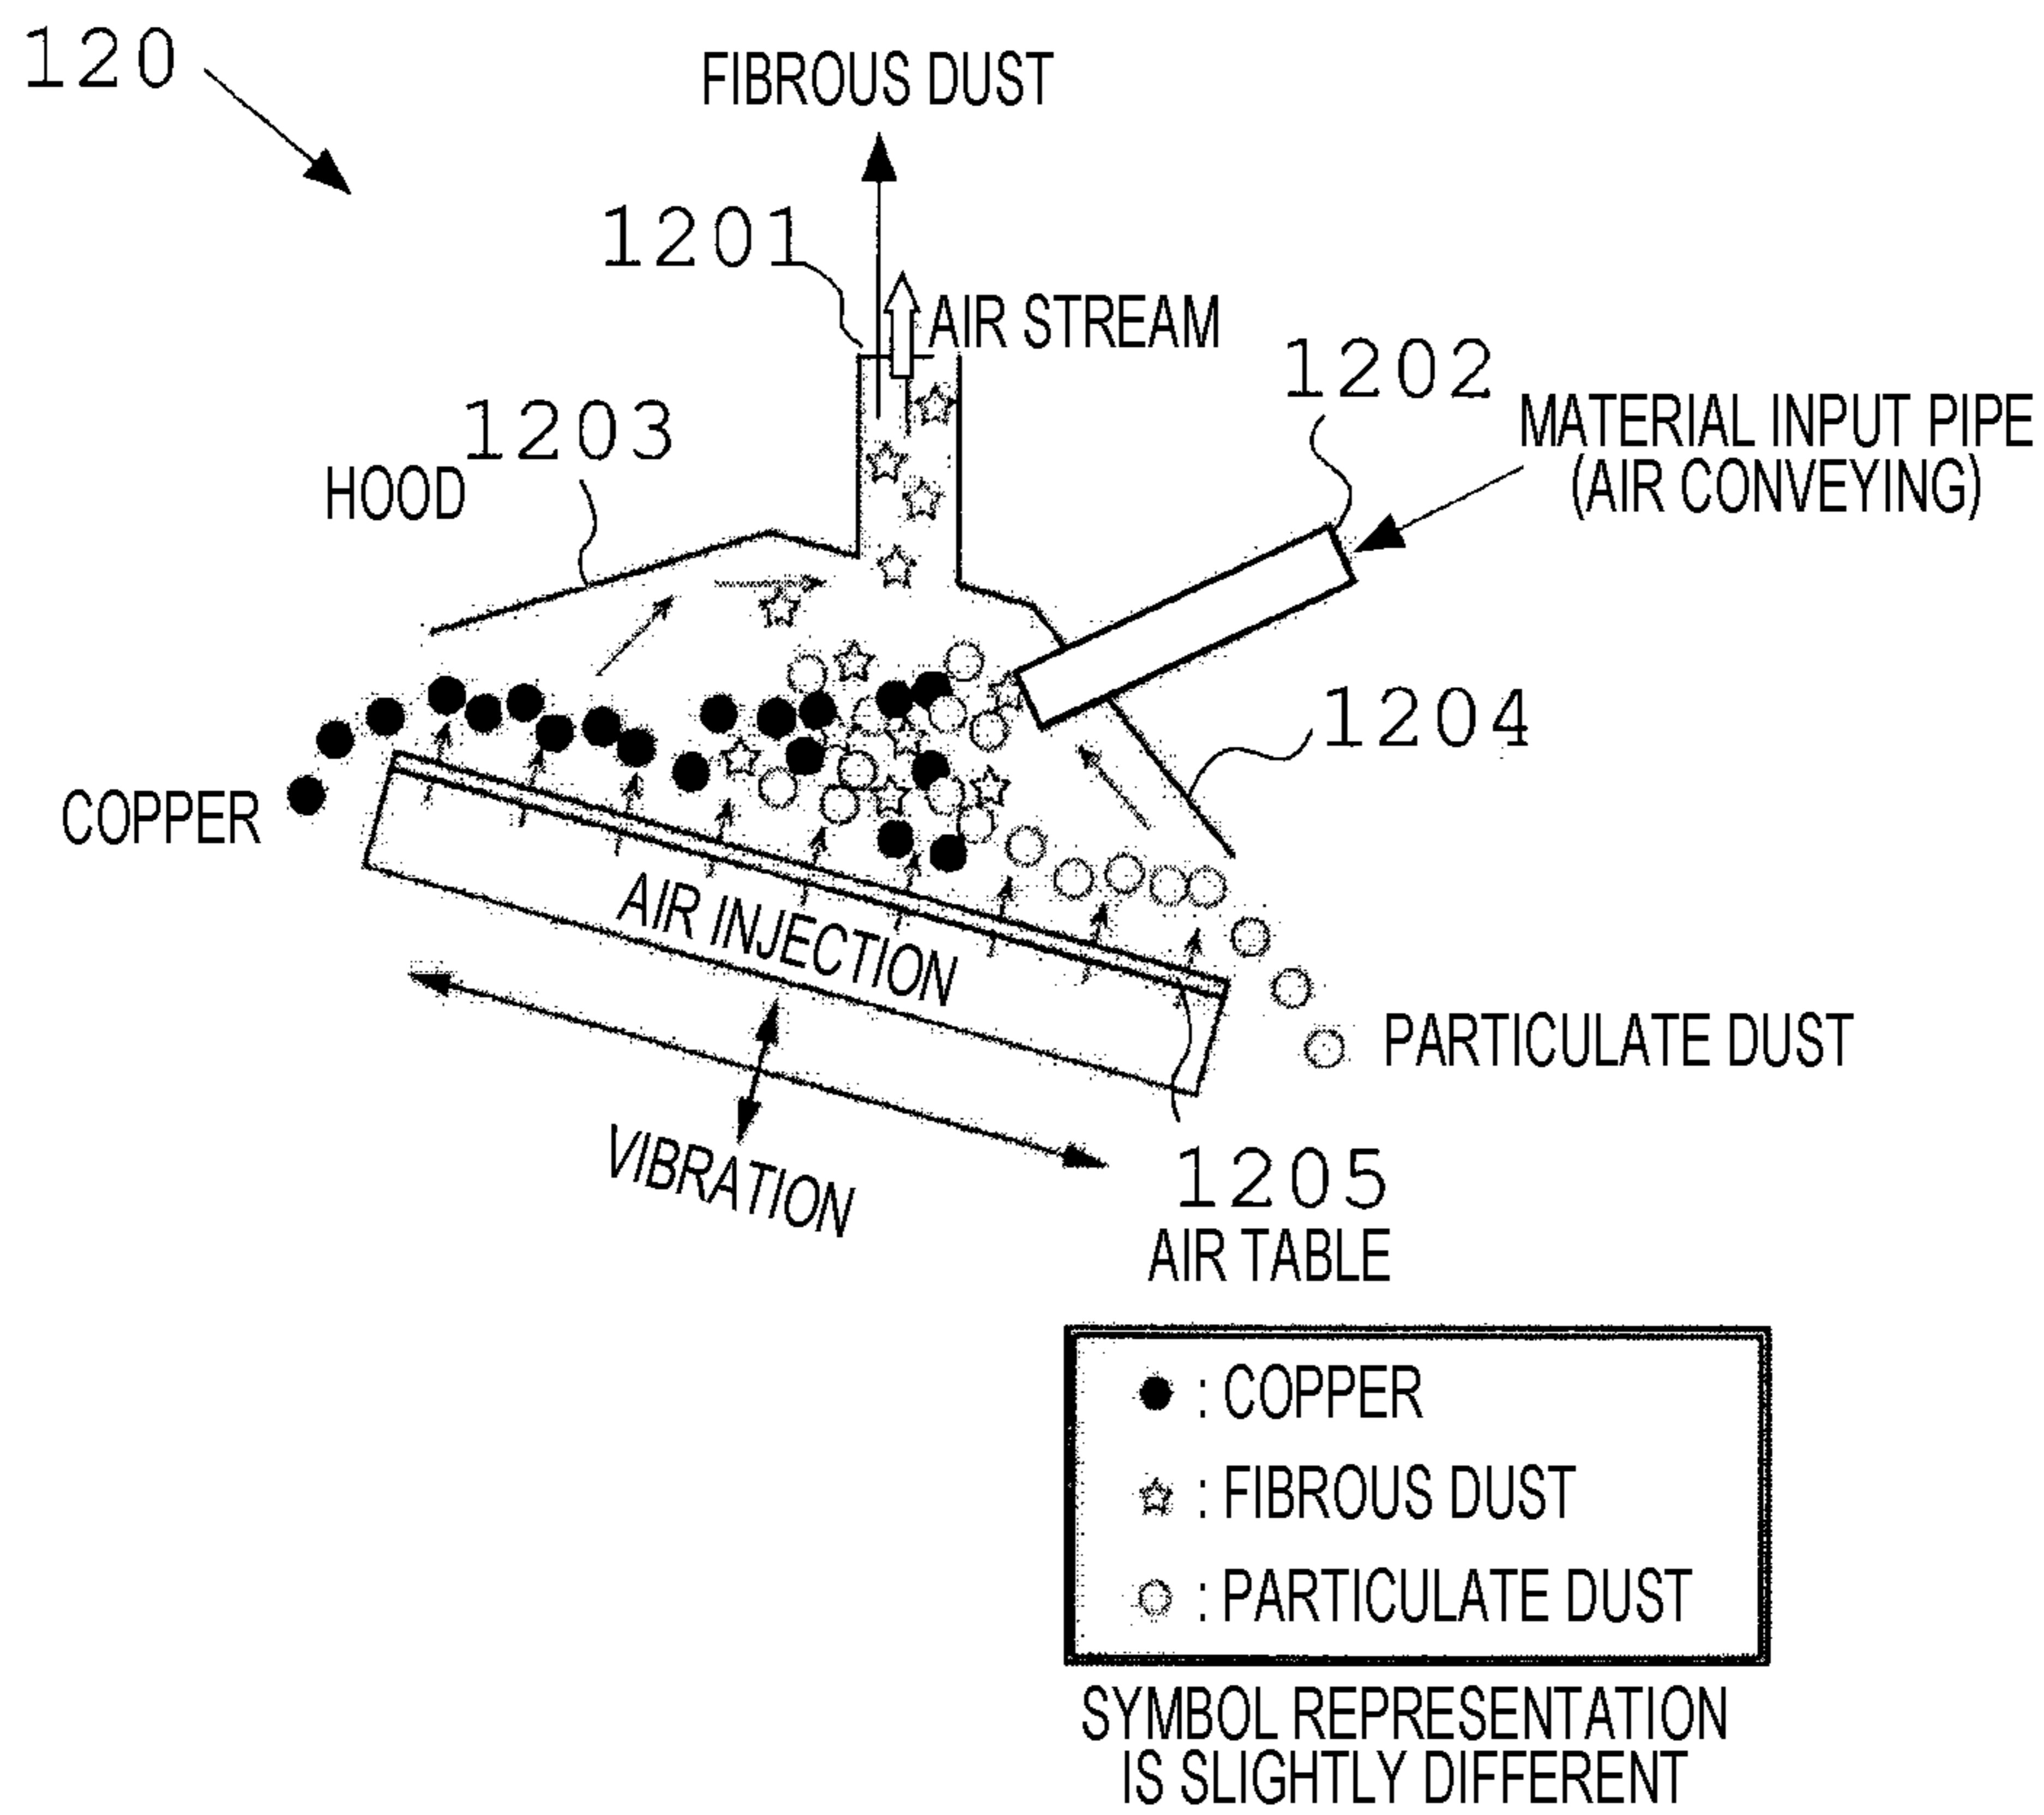 120
FIBROUS DUST
1201
AIR STREAM
1202
MATERIAL INPUT PIPE
(AIR CONVEYING)
1203
HOOD
1204
COPPER
AIR INJECTION
PARTICULATE DUST
VIBRATION
1205
AIR TABLE
: COPPER
: FIBROUS DUST
: PARTICULATE DUST
SYMBOL REPRESENTATION
IS SLIGHTLY DIFFERENT